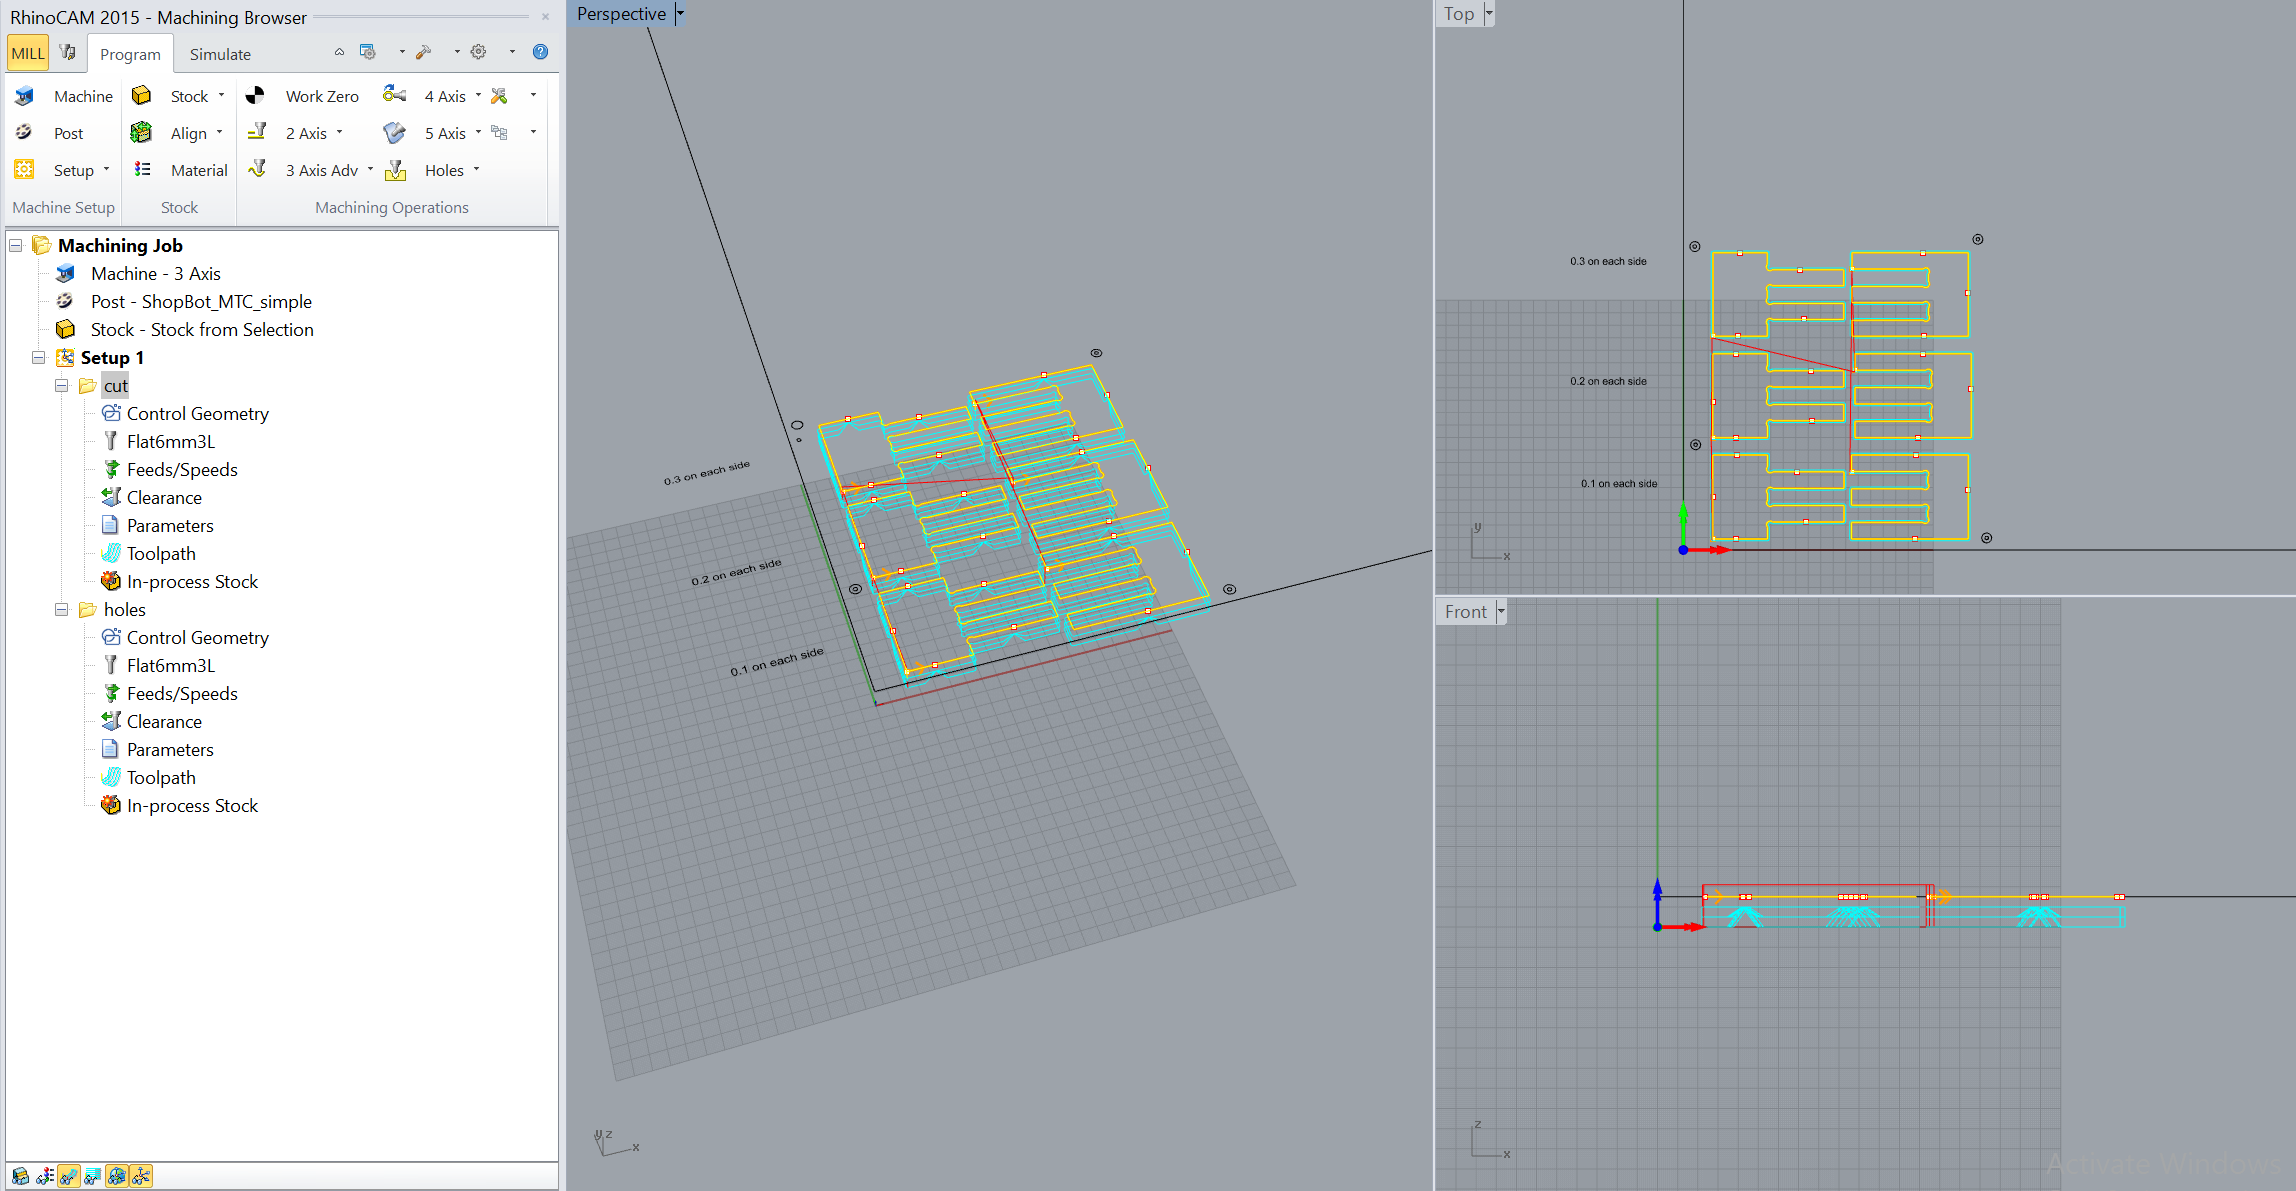 RhinoCAM 2015 - Machining Browser
MILL Program Simulate
Machine Stock Work Zero 4 Axis
Post Align 2 Axis 5 Axis
Setup Material 3 Axis Adv Holes
Machine Setup Stock Machining Operations
Machining Job
Machine - 3 Axis
Post - ShopBot_MTC_simple
Stock - Stock from Selection
Setup 1
cut
Control Geometry
Flat6mm3L
Feeds/Speeds
Clearance
Parameters
Toolpath
In-process Stock
holes
Control Geometry
Flat6mm3L
Feeds/Speeds
Clearance
Parameters
Toolpath
In-process Stock
Perspective
0.3 on each side
0.2 on each side
0.1 on each side
y z x
Top
0.3 on each side
0.2 on each side
0.1 on each side
y
x
Front
z
x
Activate Windows